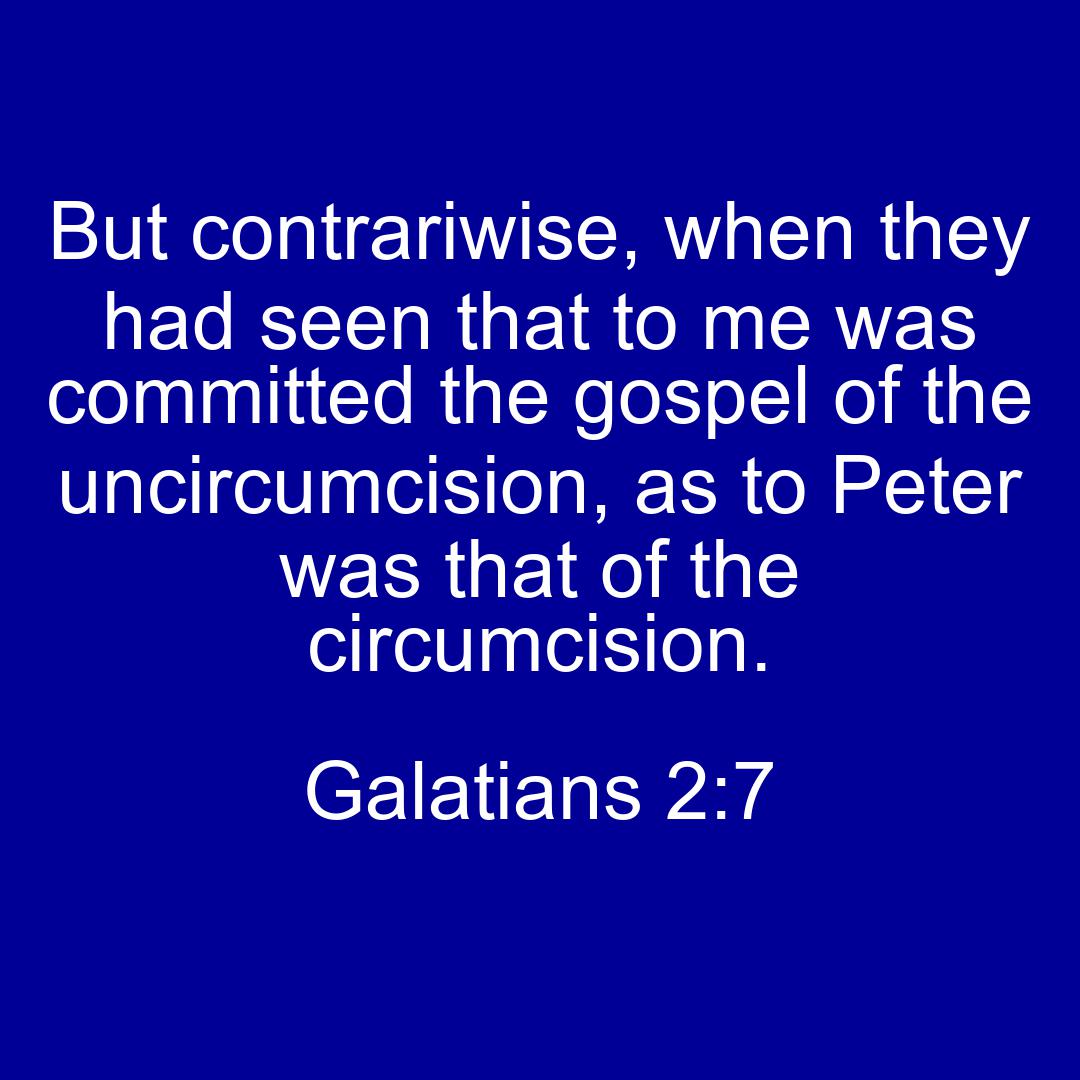 But contrariwise, when they
had seen that to me was
committed the gospel of the
uncircumcision, as to Peter
was that of the
circumcision.
Galatians 2:7